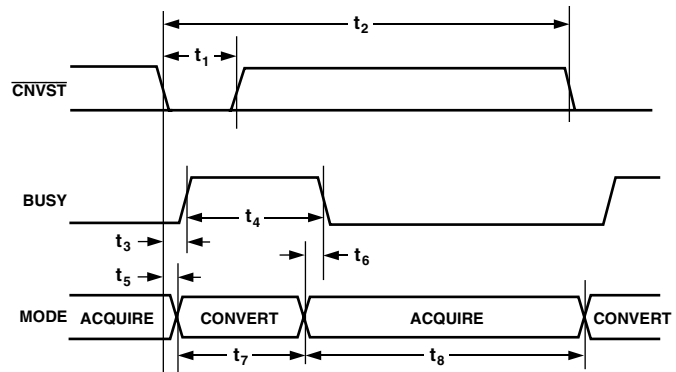 t2
t1
CNVST
BUSY
t4
t3
t6
t5
MODE ACQUIRE CONVERT ACQUIRE CONVERT
t7 t8